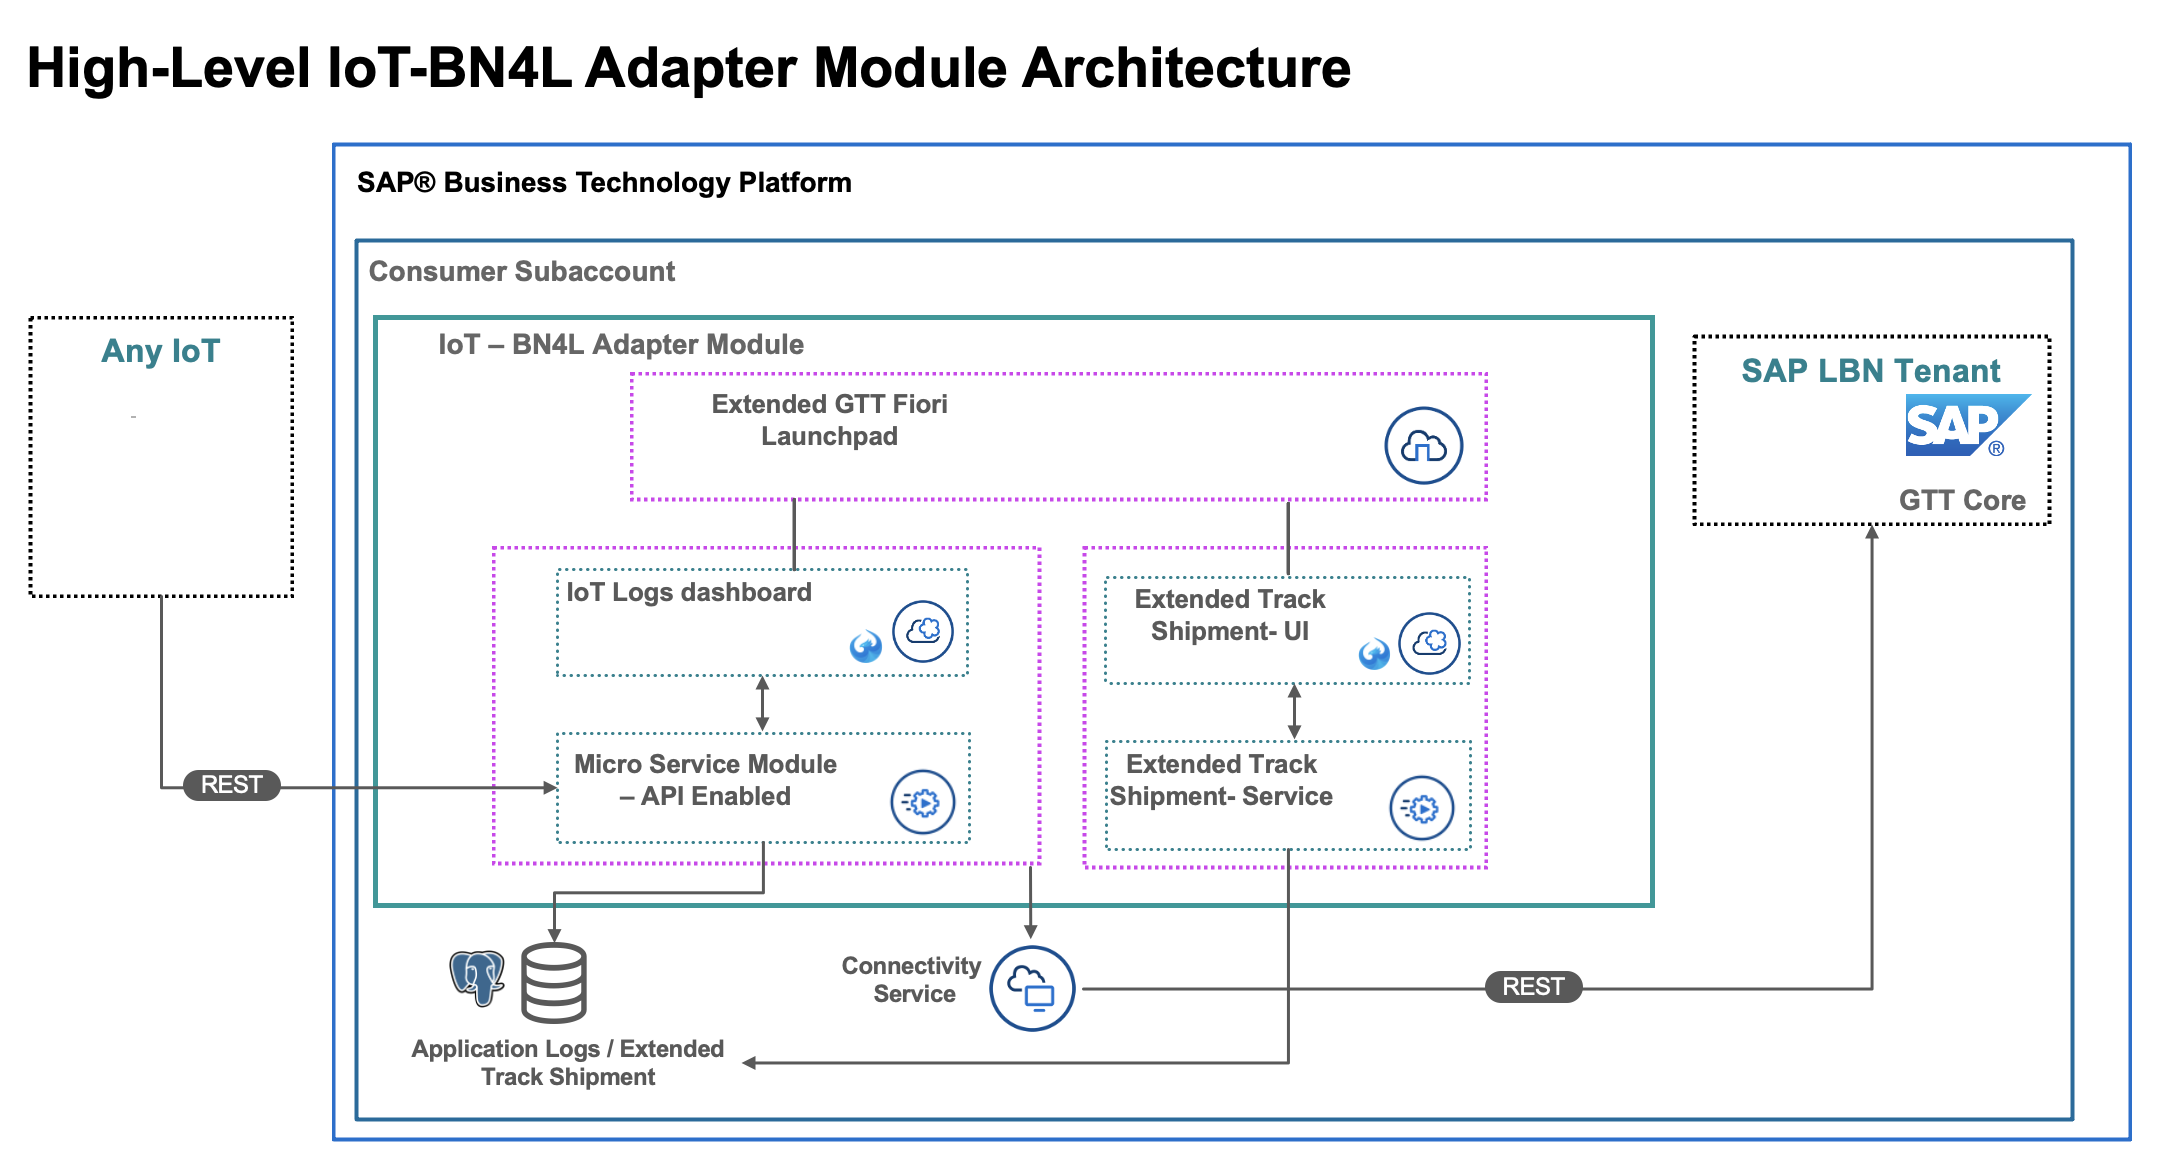 High-Level IoT-BN4L Adapter Module Architecture
SAP® Business Technology Platform
Consumer Subaccount
Any IoT
-
IoT – BN4L Adapter Module
Extended GTT Fiori
Launchpad
SAP LBN Tenant
SAP®
GTT Core
IoT Logs dashboard
Extended Track
Shipment- UI
Micro Service Module
– API Enabled
Extended Track
Shipment- Service
REST
Connectivity
Service
REST
Application Logs / Extended
Track Shipment